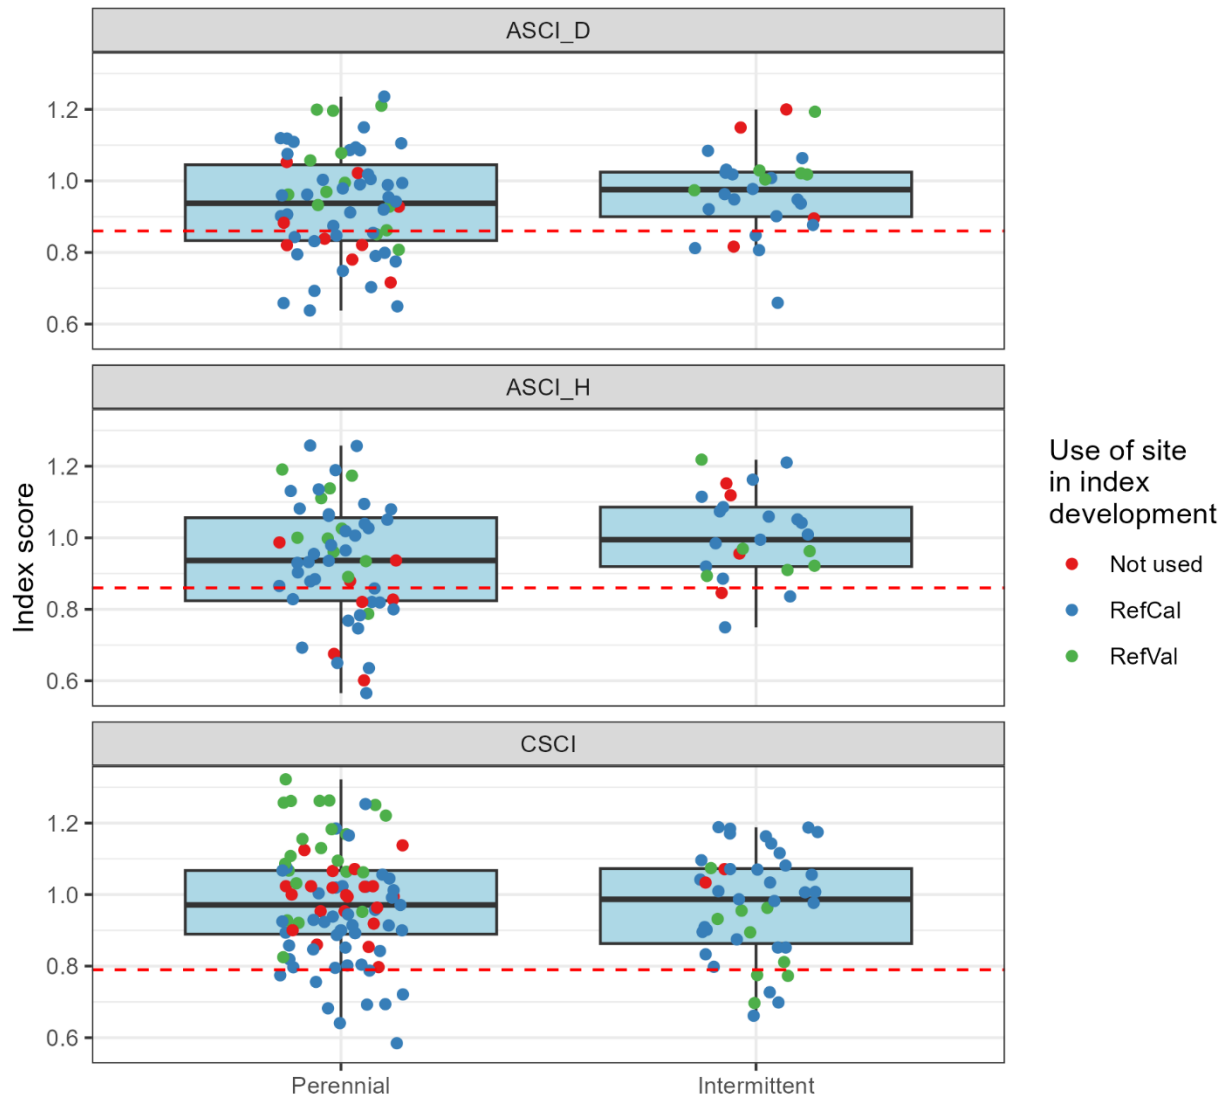 ASCI_D
1.2
1.0
0.8
0.6
ASCI_H
1.2
1.0
0.8
0.6
CSCI
1.2
1.0
0.8
0.6
Perennial
Intermittent
Index score
Use of site
in index
development
Not used
RefCal
RefVal